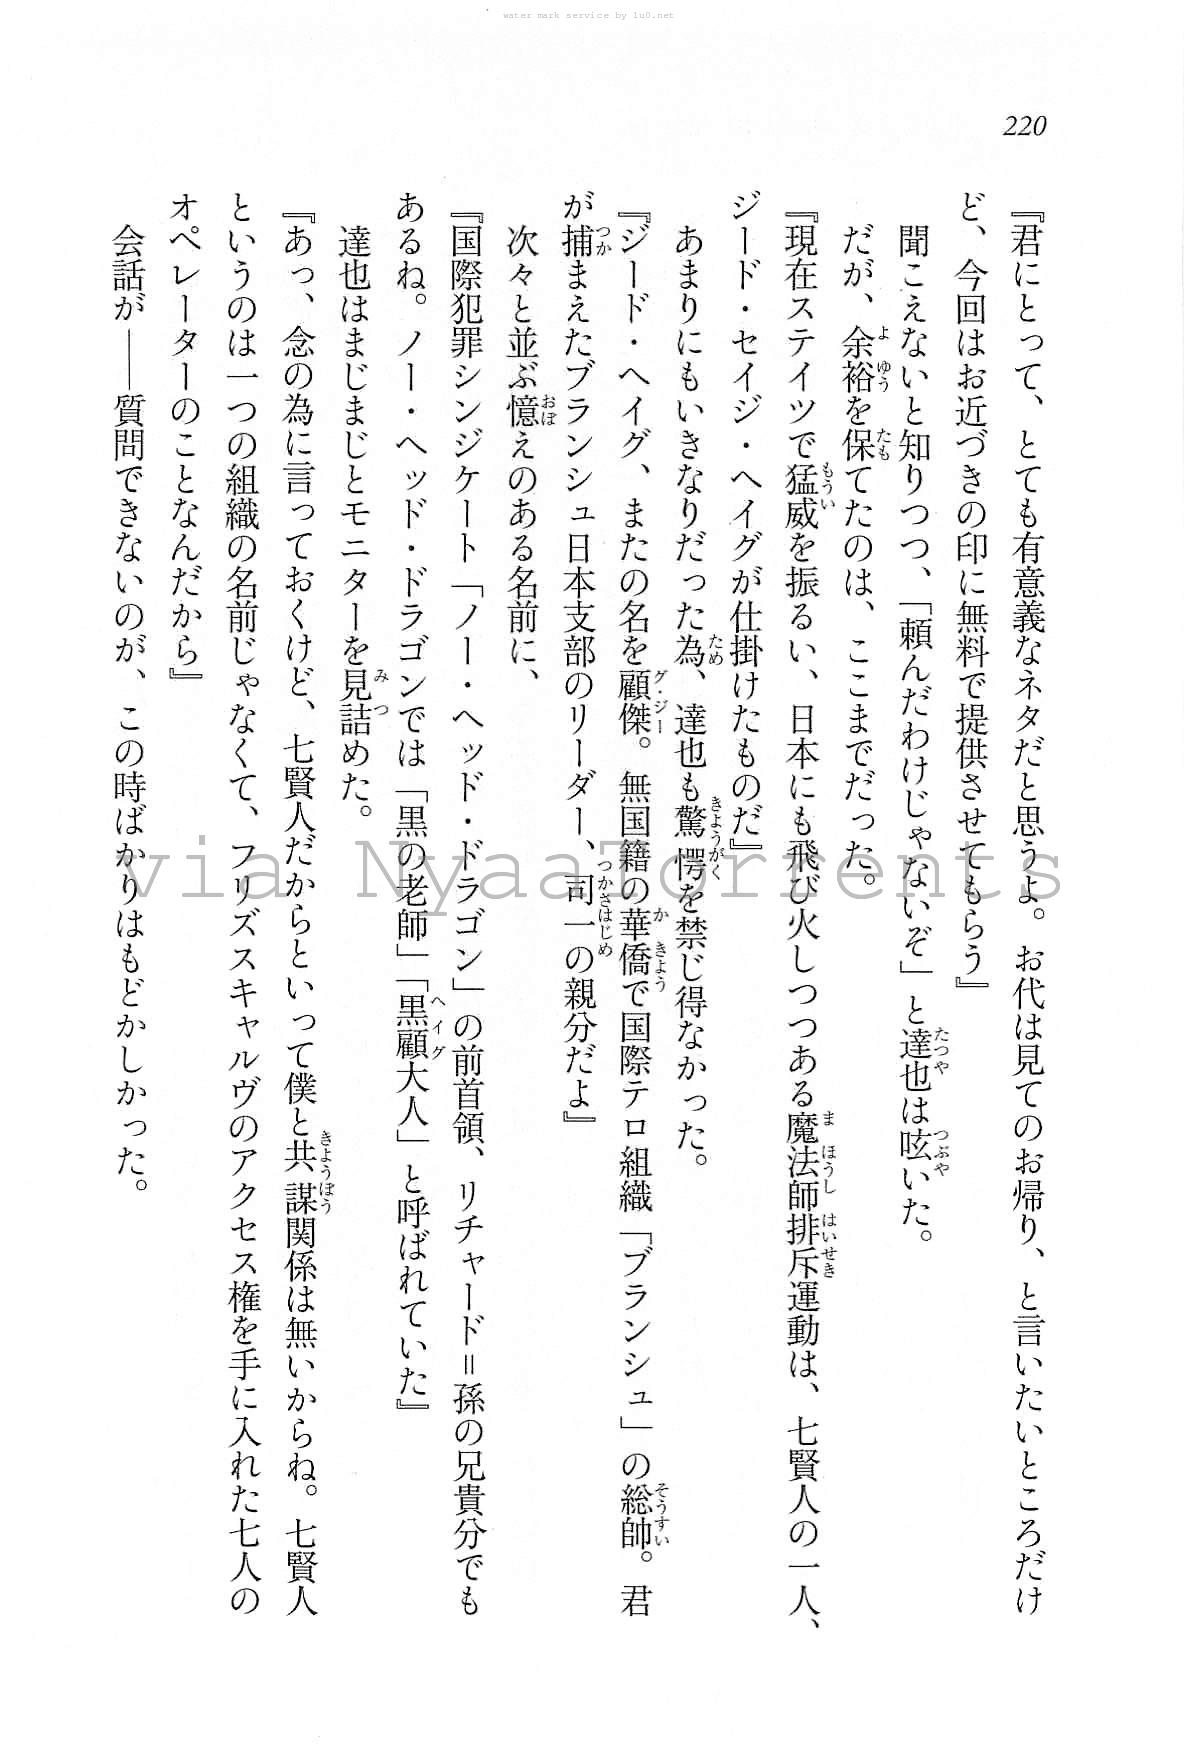 water mark service by lu0.net
220
『君にとって、とても有意義なネタだと思うよ。お代は見てのお帰り、と言いたいところだけ
ど、今回はお近づきの印に無料で提供させてもらう』
聞こえないと知りつつ、「頼んだわけじゃないぞ」と達也は呟いた。
だが、余裕を保てたのは、ここまでだった。
『現在ステイツで猛威を振るい、日本にも飛び火しつつある魔法師排斥運動は、七賢人の一人、
ジード・セイジ・ヘイグが仕掛けたものだ』
あまりにもいきなりだった為、達也も驚愕を禁じ得なかった。
『ジード・ヘイグ、またの名を顧傑。無国籍の華僑で国際テロ組織「ブランシュ」の総帥。君
が捕まえたブランシュ日本支部のリーダー、司一の親分だよ』
次々と並ぶ憶えのある名前に、
『国際犯罪シンジケート「ノー・ヘッド・ドラゴン」の前首領、リチャード＝孫の兄貴分でも
あるね。ノー・ヘッド・ドラゴンでは「黒の老師」「黒顧大人」と呼ばれていた』
達也はまじまじとモニターを見詰めた。
『あっ、念の為に言っておくけど、七賢人だからといって僕と共謀関係は無いからね。七賢人
というのは一つの組織の名前じゃなくて、フリズスキャルヴのアクセス権を手に入れた七人の
オペレーターのことなんだから』
会話が――質問できないのが、この時ばかりはもどかしかった。
via NyaaTorrents